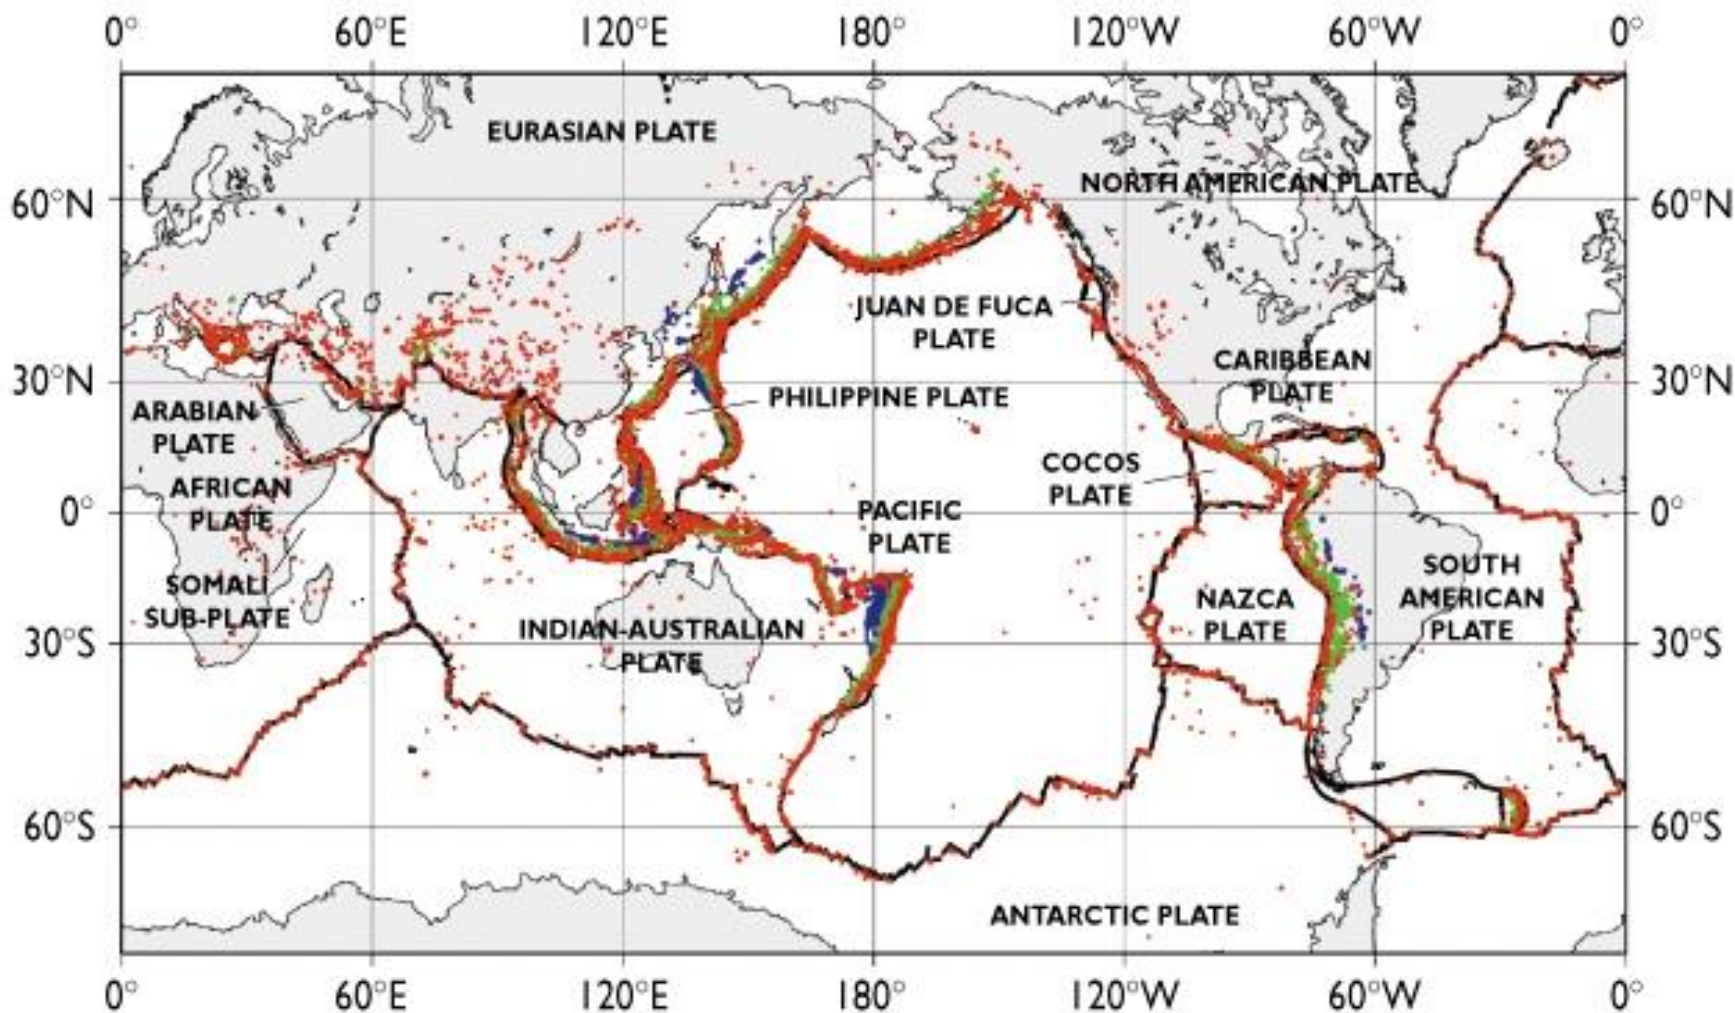 0° 60°E 120°E 180° 120°W 60°W 0°
EURASIAN PLATE
NORTH AMERICAN PLATE
60°N 60°N
JUAN DE FUCA
PLATE
CARIBBEAN
PLATE
30°N 30°N
PHILIPPINE PLATE
ARABIAN
PLATE
COCOS
PLATE
AFRICAN
PLATE
PACIFIC
PLATE
0° 0°
SOMALI
SUB-PLATE
SOUTH
AMERICAN
PLATE
NAZCA
PLATE
INDIAN-AUSTRALIAN
PLATE
30°S 30°S
60°S 60°S
ANTARCTIC PLATE
0° 60°E 120°E 180° 120°W 60°W 0°